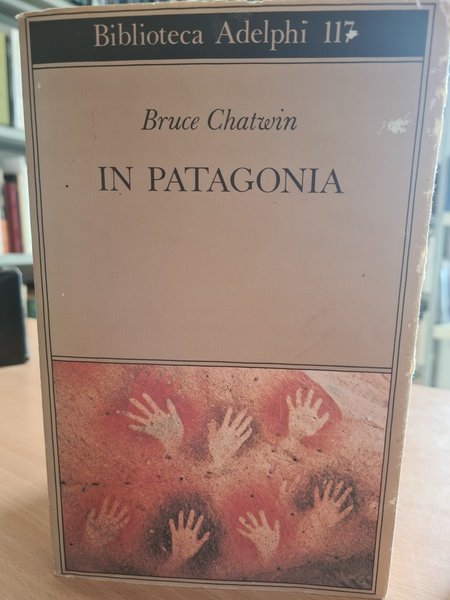 Biblioteca Adelphi 117
Bruce Chatwin
IN PATAGONIA